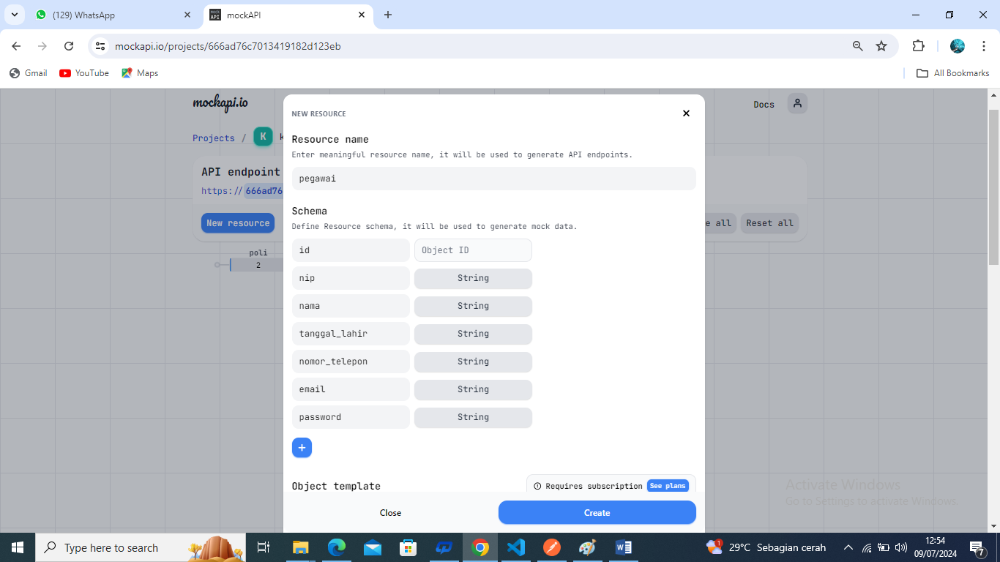 (129) WhatsApp
mockAPI
mockapi.io/projects/666ad76c7013419182d123eb
Gmail YouTube Maps All Bookmarks
mockapi.io
Docs
Projects / K
API endpoint
https://666ad76
New resource
all Reset all
poli
2
NEW RESOURCE
Resource name
Enter meaningful resource name, it will be used to generate API endpoints.
pegawai
Schema
Define Resource schema, it will be used to generate mock data.
id Object ID
nip String
nama String
tanggal_lahir String
nomor_telepon String
email String
password String
+
Object template Requires subscription See plans
Close Create
Activate Windows
Go to Settings to activate Windows.
Type here to search
1 29°C Sebagian cerah
12:54
09/07/2024
7